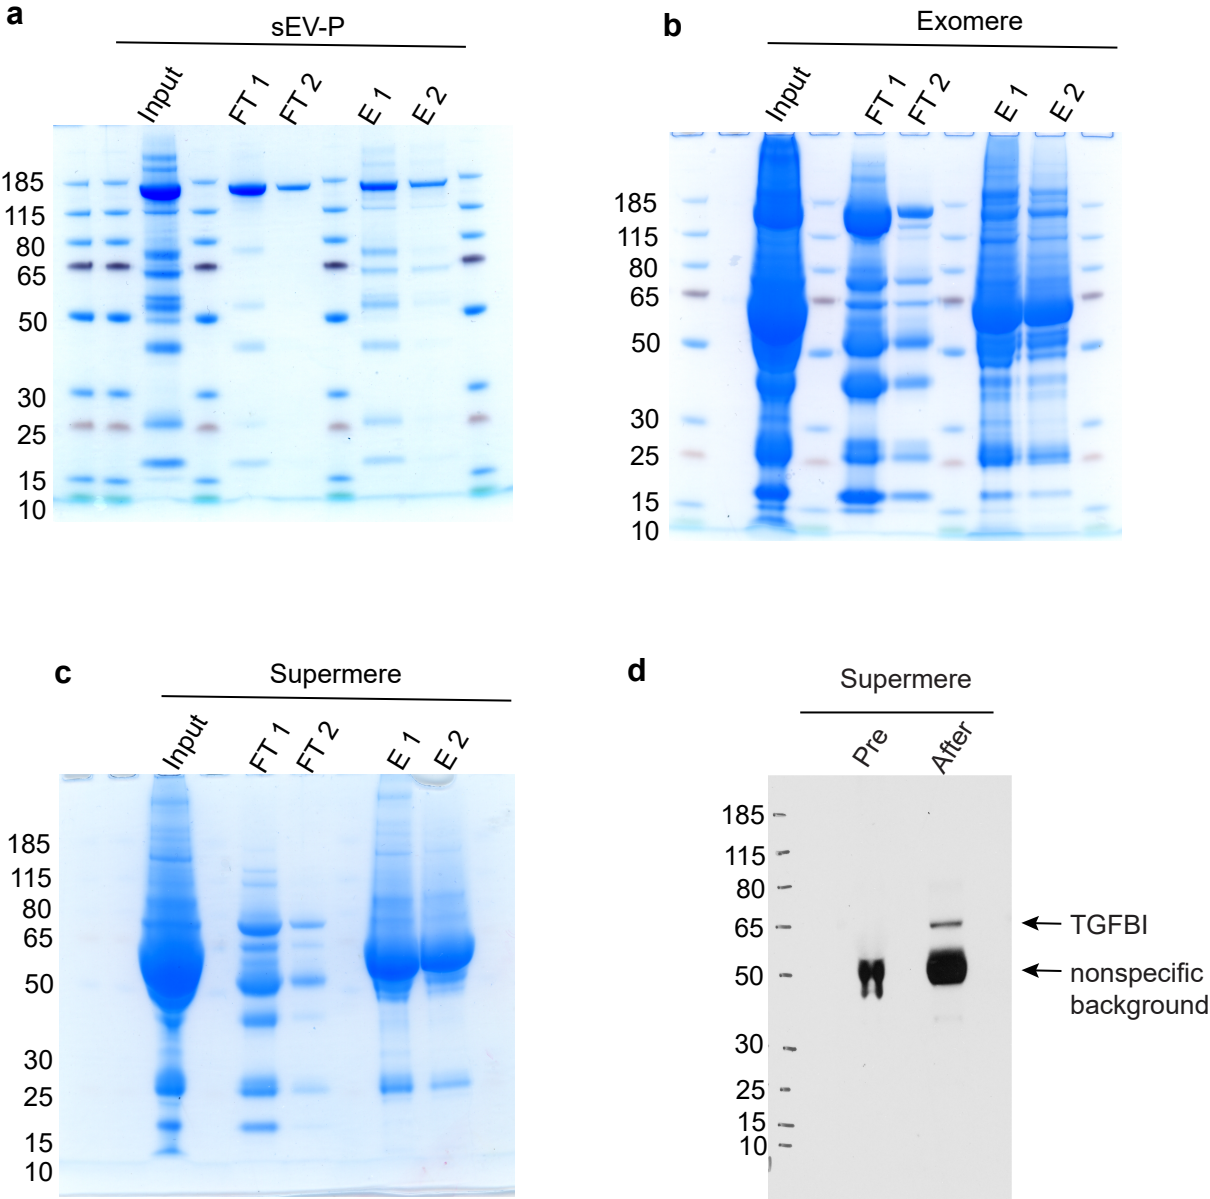 a
sEV-P
Input
FT 1
FT 2
E 1
E 2
185
115
80
65
50
30
25
15
10
b
Exomere
Input
FT 1
FT 2
E 1
E 2
185
115
80
65
50
30
25
15
10
c
Supermere
Input
FT 1
FT 2
E 1
E 2
185
115
80
65
50
30
25
15
10
d
Supermere
Pre
After
185
115
80
65
50
30
25
15
10
TGFBI
nonspecific
background